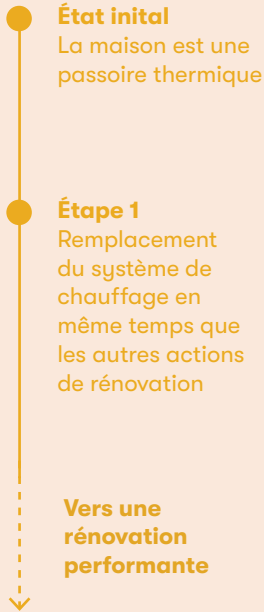 État inital
La maison est une
passoire thermique
Étape 1
Remplacement
du système de
chauffage en
même temps que
les autres actions
de rénovation
Vers une
rénovation
performante